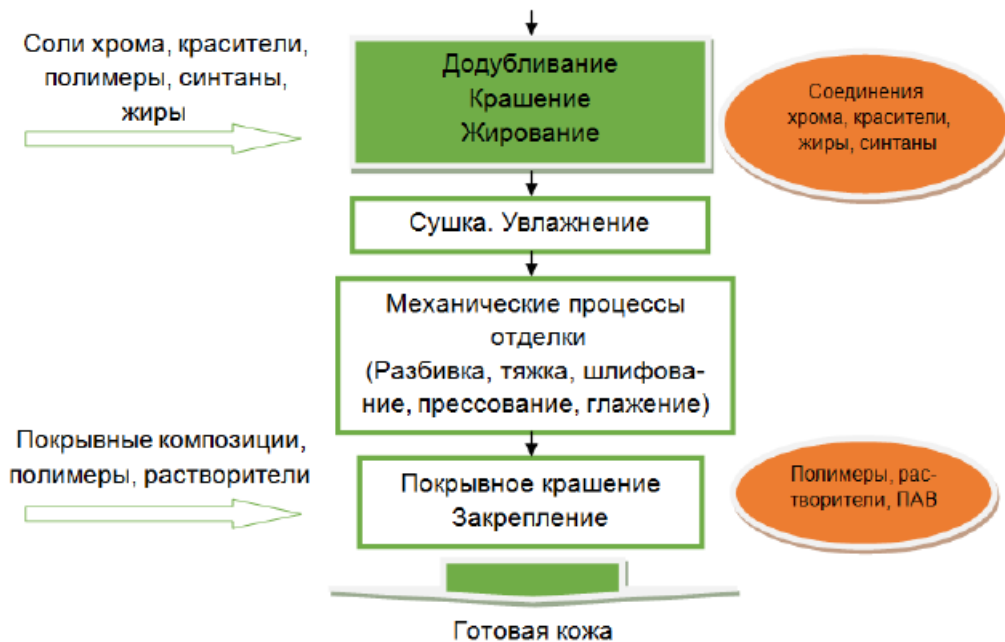 Соли хрома, красители,
полимеры, синтаны,
жиры
Додубливание
Крашение
Жирование
Соединения
хрома, красители,
жиры, синтаны
Сушка. Увлажнение
Механические процессы
отделки
(Разбивка, тяжка, шлифова-
ние, прессование, глажение)
Покрывные композиции,
полимеры, растворители
Покрывное крашение
Закрепление
Полимеры, рас-
творители, ПАВ
Готовая кожа